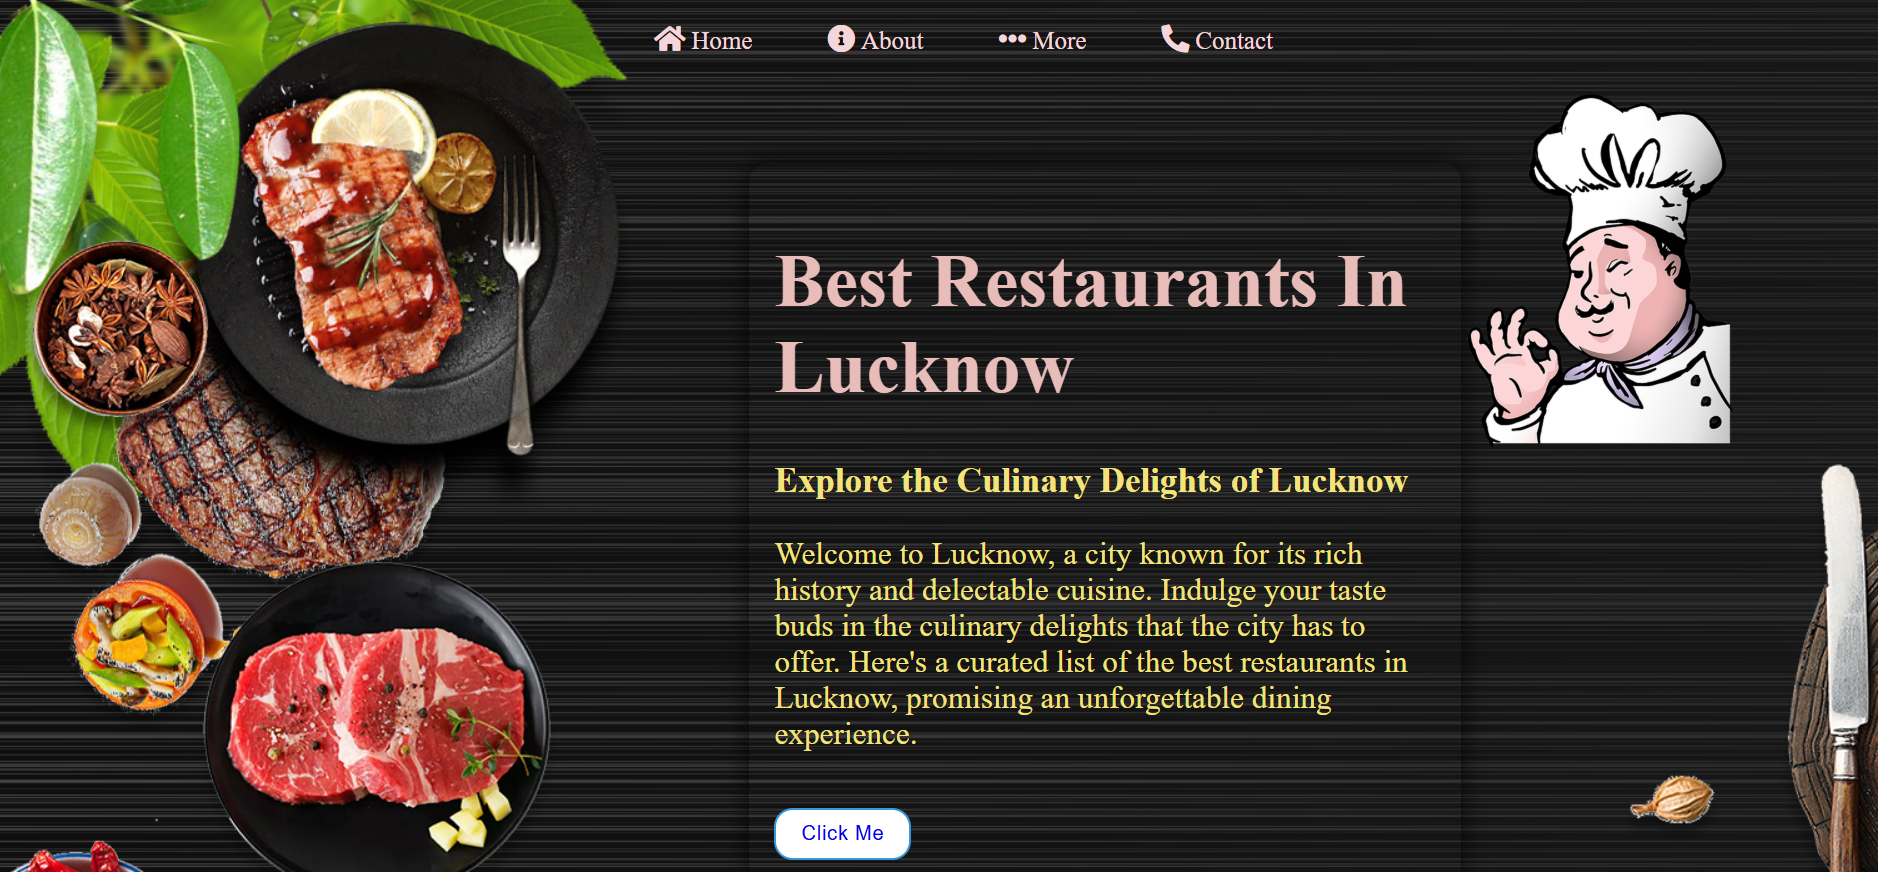 Home About More Contact
Best Restaurants In
Lucknow
Explore the Culinary Delights of Lucknow
Welcome to Lucknow, a city known for its rich
history and delectable cuisine. Indulge your taste
buds in the culinary delights that the city has to
offer. Here's a curated list of the best restaurants in
Lucknow, promising an unforgettable dining
experience.
Click Me